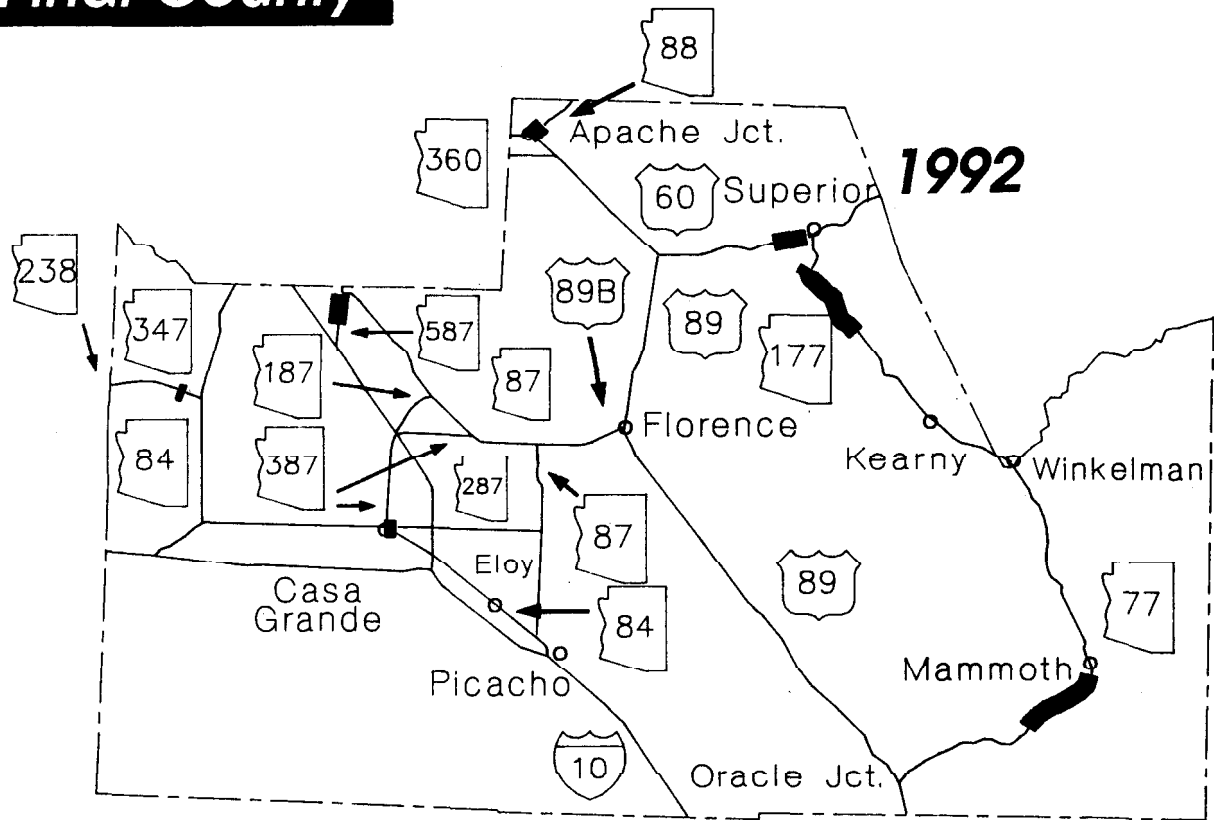 Pinal County
88
Apache Jct.
360
1992
60
Superior
238
89B
347
587
89
187
87
177
Florence
84
387
287
Kearny
Winkelman
87
Eloy
89
Casa
Grande
84
77
Mammoth
Picacho
10
Oracle Jct.